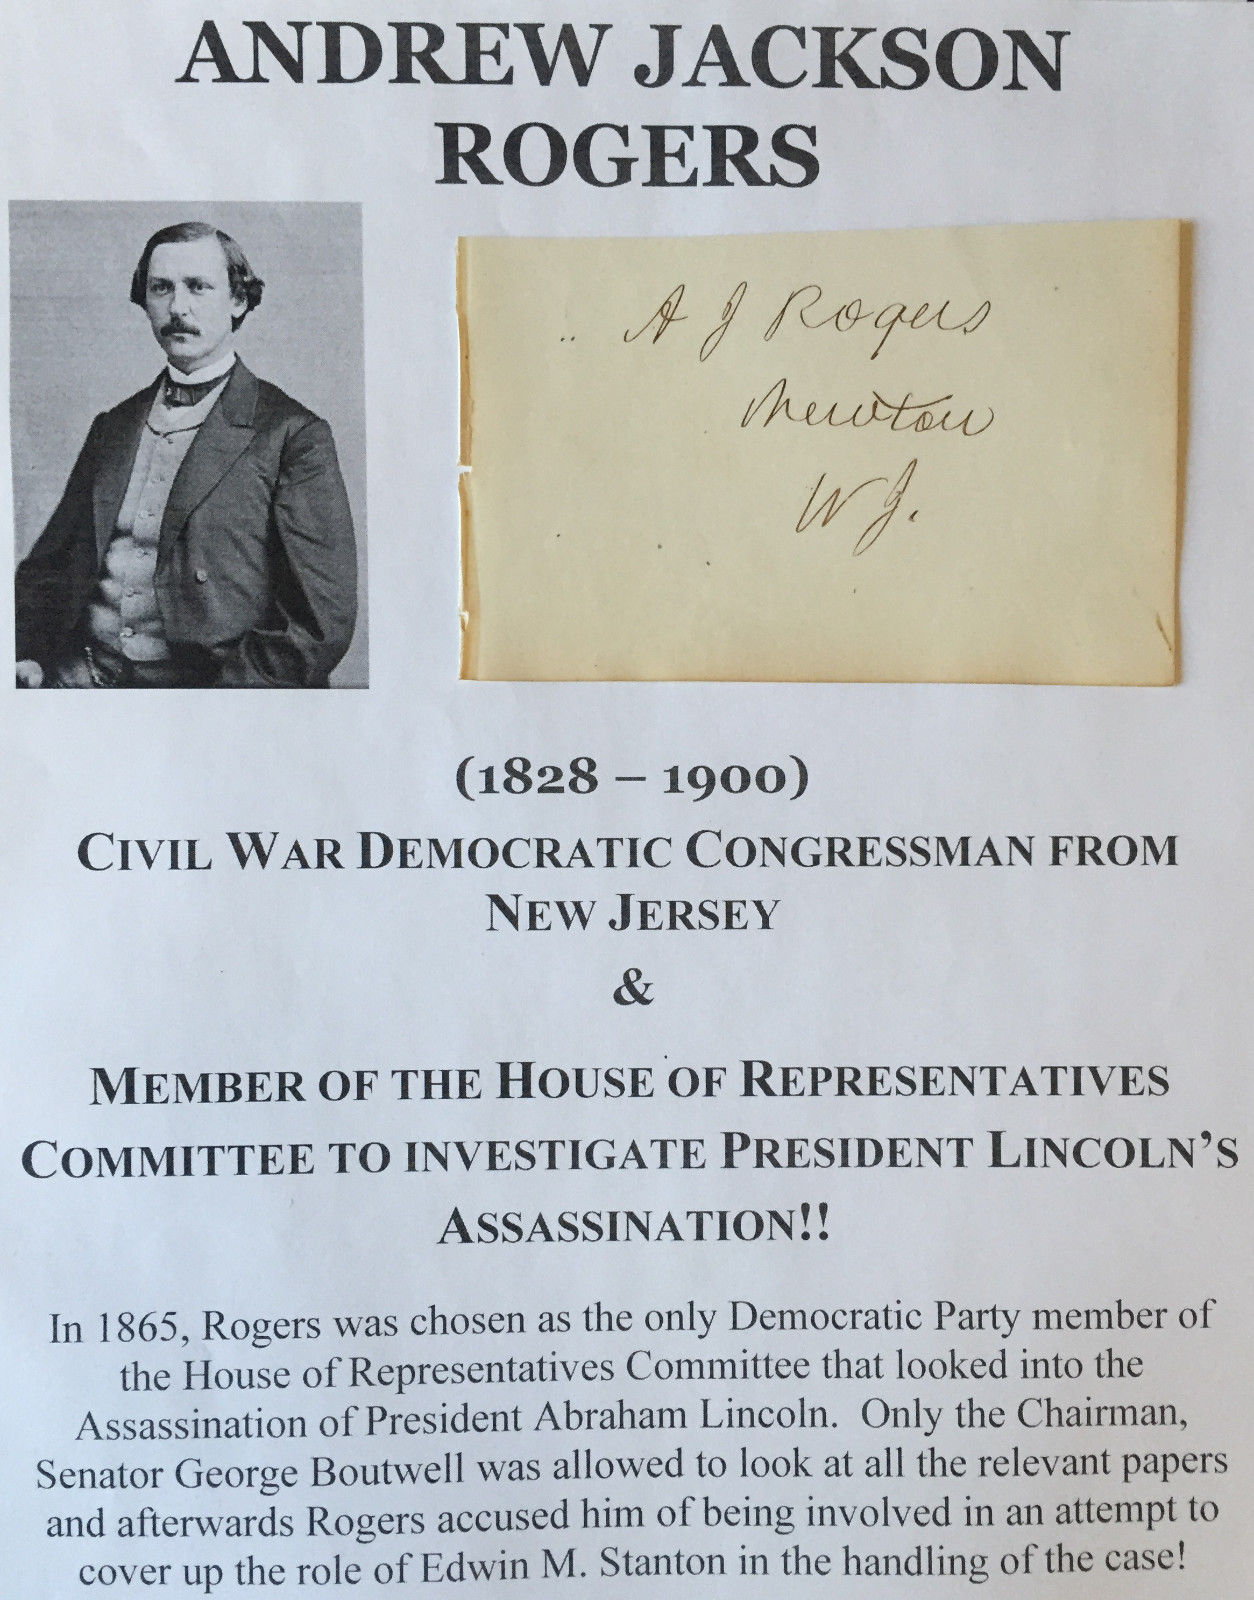 ANDREW JACKSON
ROGERS
A J Rogers
Newton
N J.
(1828 – 1900)
CIVIL WAR DEMOCRATIC CONGRESSMAN FROM
NEW JERSEY
&
MEMBER OF THE HOUSE OF REPRESENTATIVES
COMMITTEE TO INVESTIGATE PRESIDENT LINCOLN'S
ASSASSINATION!!
In 1865, Rogers was chosen as the only Democratic Party member of
the House of Representatives Committee that looked into the
Assassination of President Abraham Lincoln.  Only the Chairman,
Senator George Boutwell was allowed to look at all the relevant papers
and afterwards Rogers accused him of being involved in an attempt to
cover up the role of Edwin M. Stanton in the handling of the case!